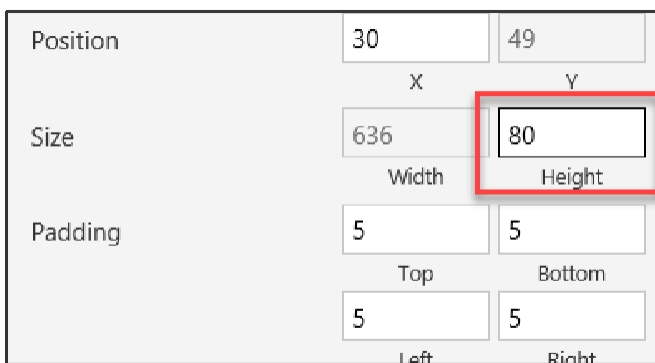 Position 30 49
X Y
Size 636 80
Width Height
Padding 5 5
Top Bottom
5 5
Left Right